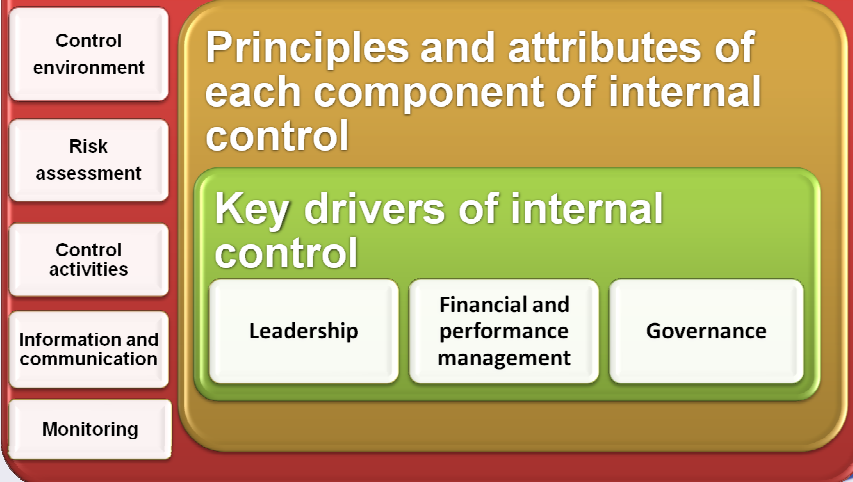 Control
environment
Risk
assessment
Control
activities
Information and
communication
Monitoring
Principles and attributes of
each component of internal
control
Key drivers of internal
control
Leadership
Financial and
performance
management
Governance